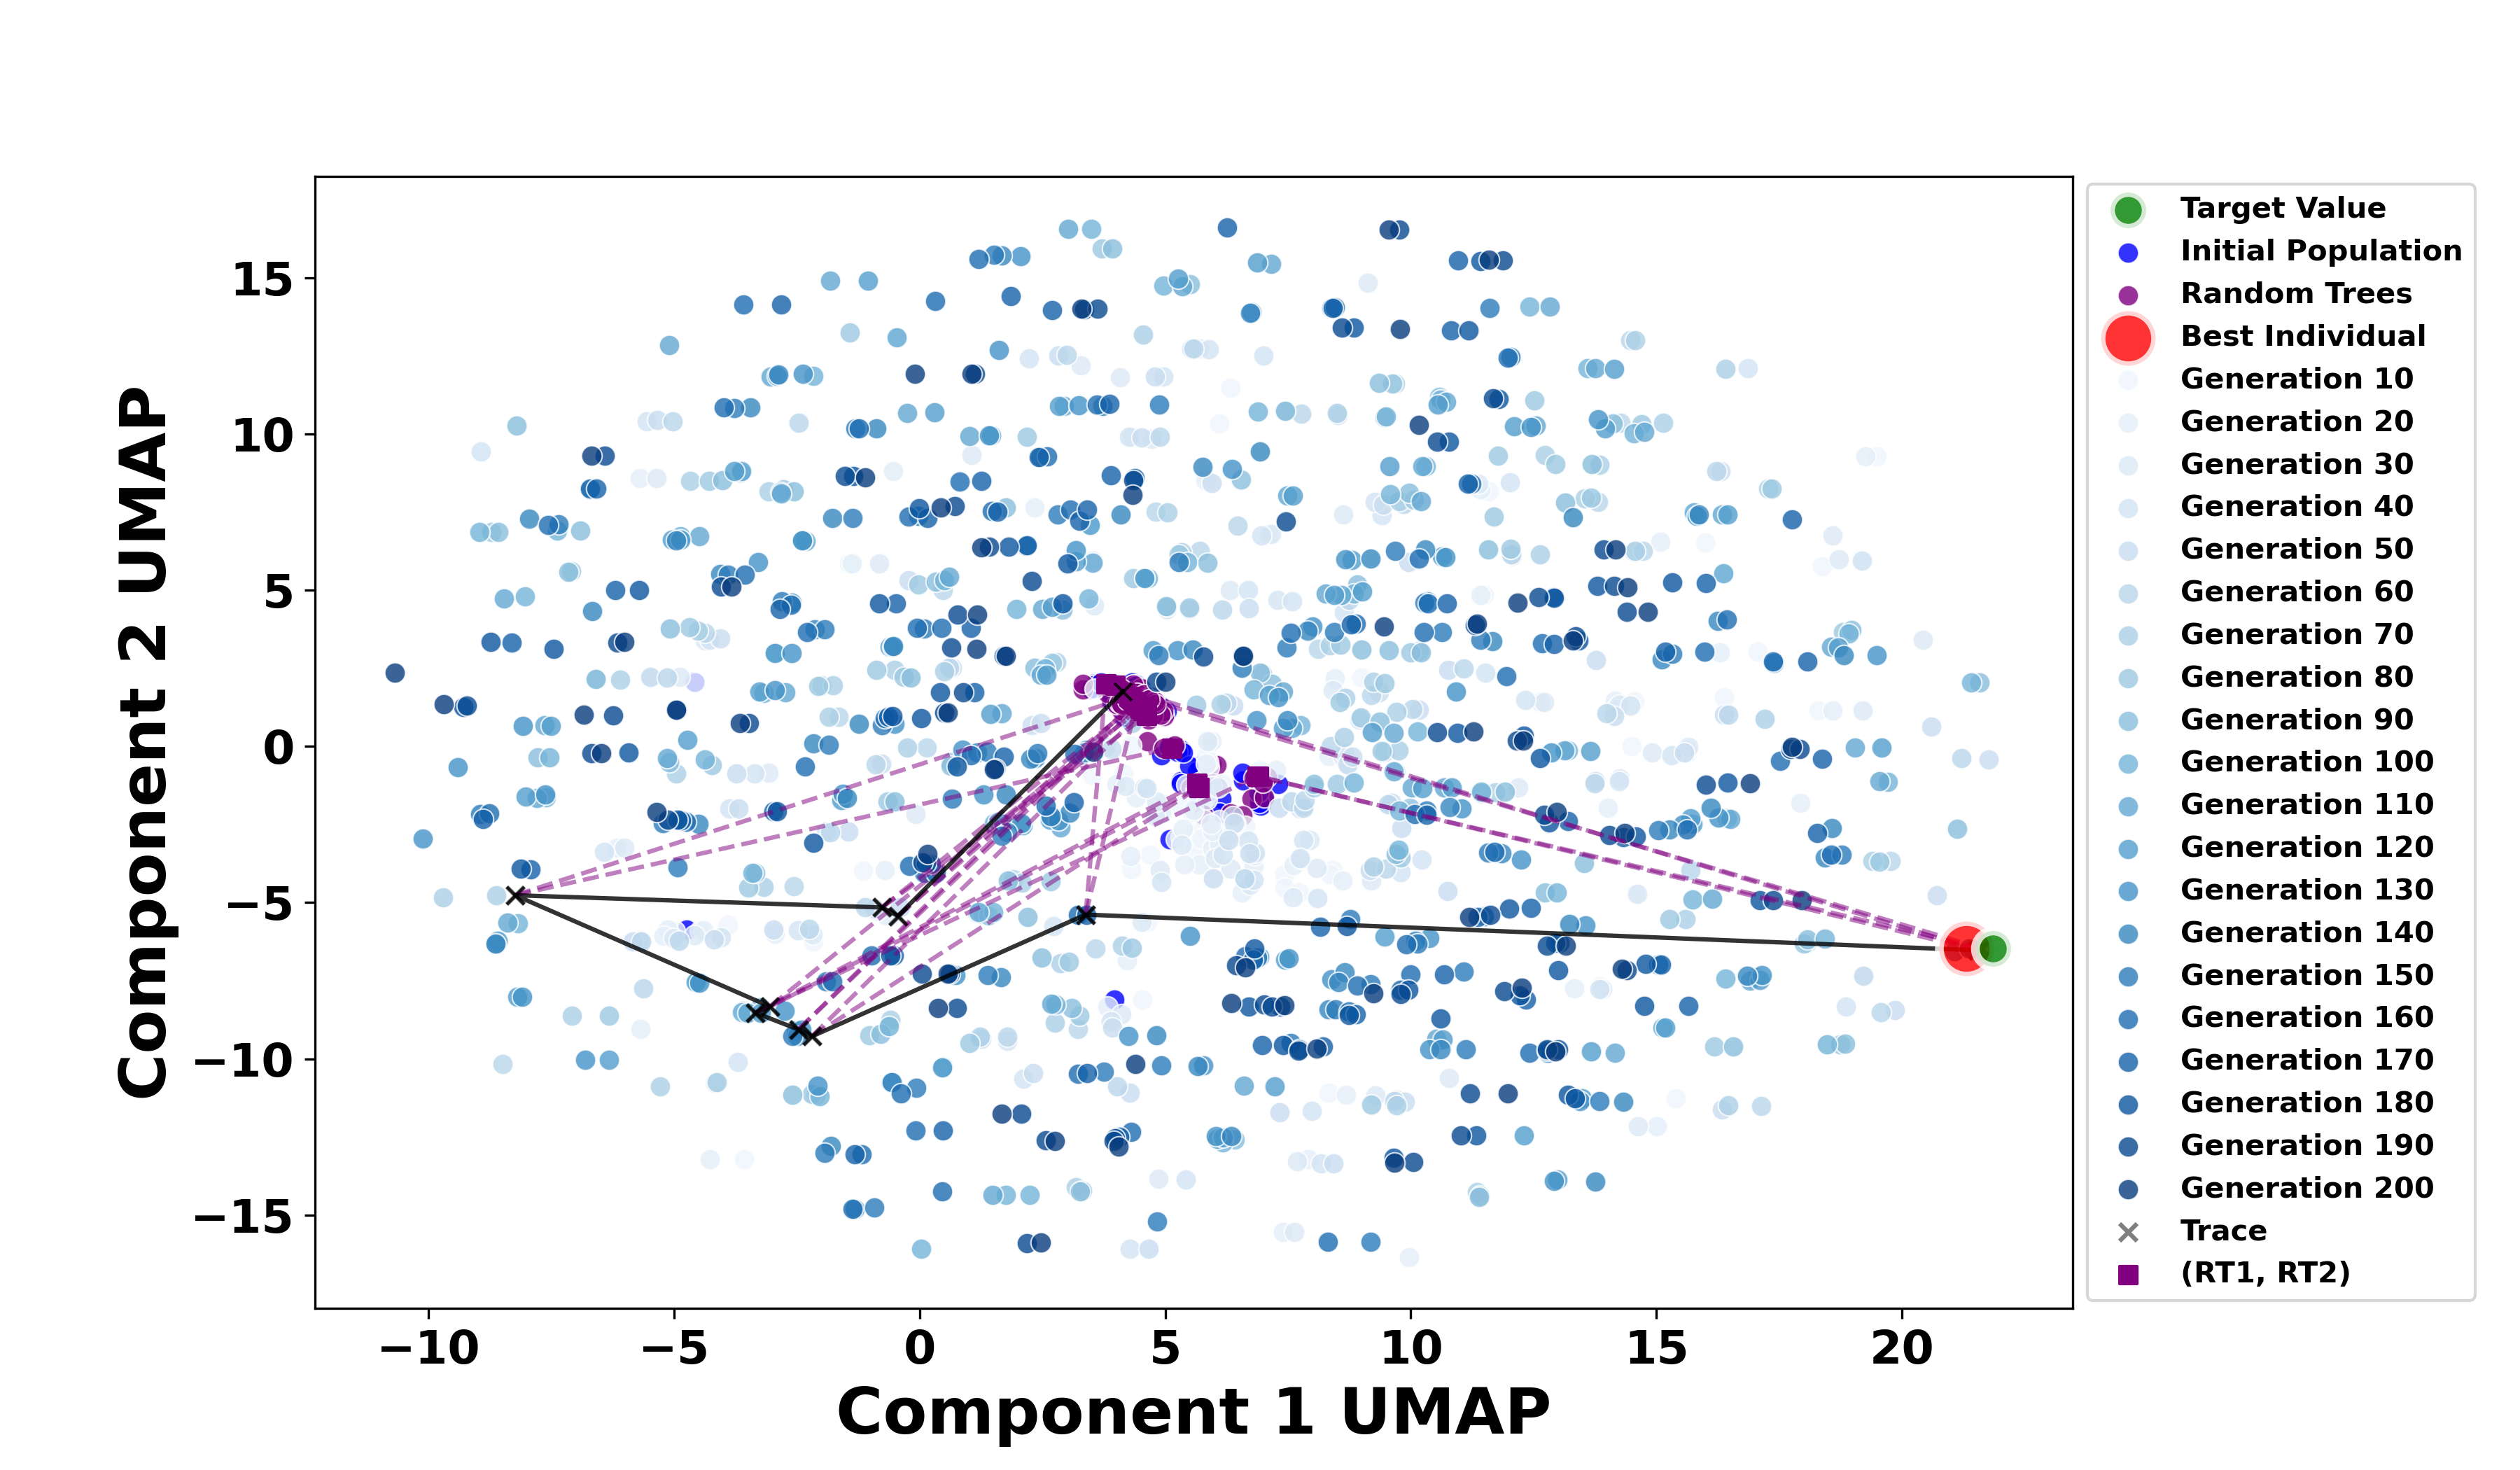 15
10
5
0
−5
−10
−15
Component 2 UMAP
−10
−5
0
5
10
15
20
Component 1 UMAP
Target Value
Initial Population
Random Trees
Best Individual
Generation 10
Generation 20
Generation 30
Generation 40
Generation 50
Generation 60
Generation 70
Generation 80
Generation 90
Generation 100
Generation 110
Generation 120
Generation 130
Generation 140
Generation 150
Generation 160
Generation 170
Generation 180
Generation 190
Generation 200
Trace
(RT1, RT2)